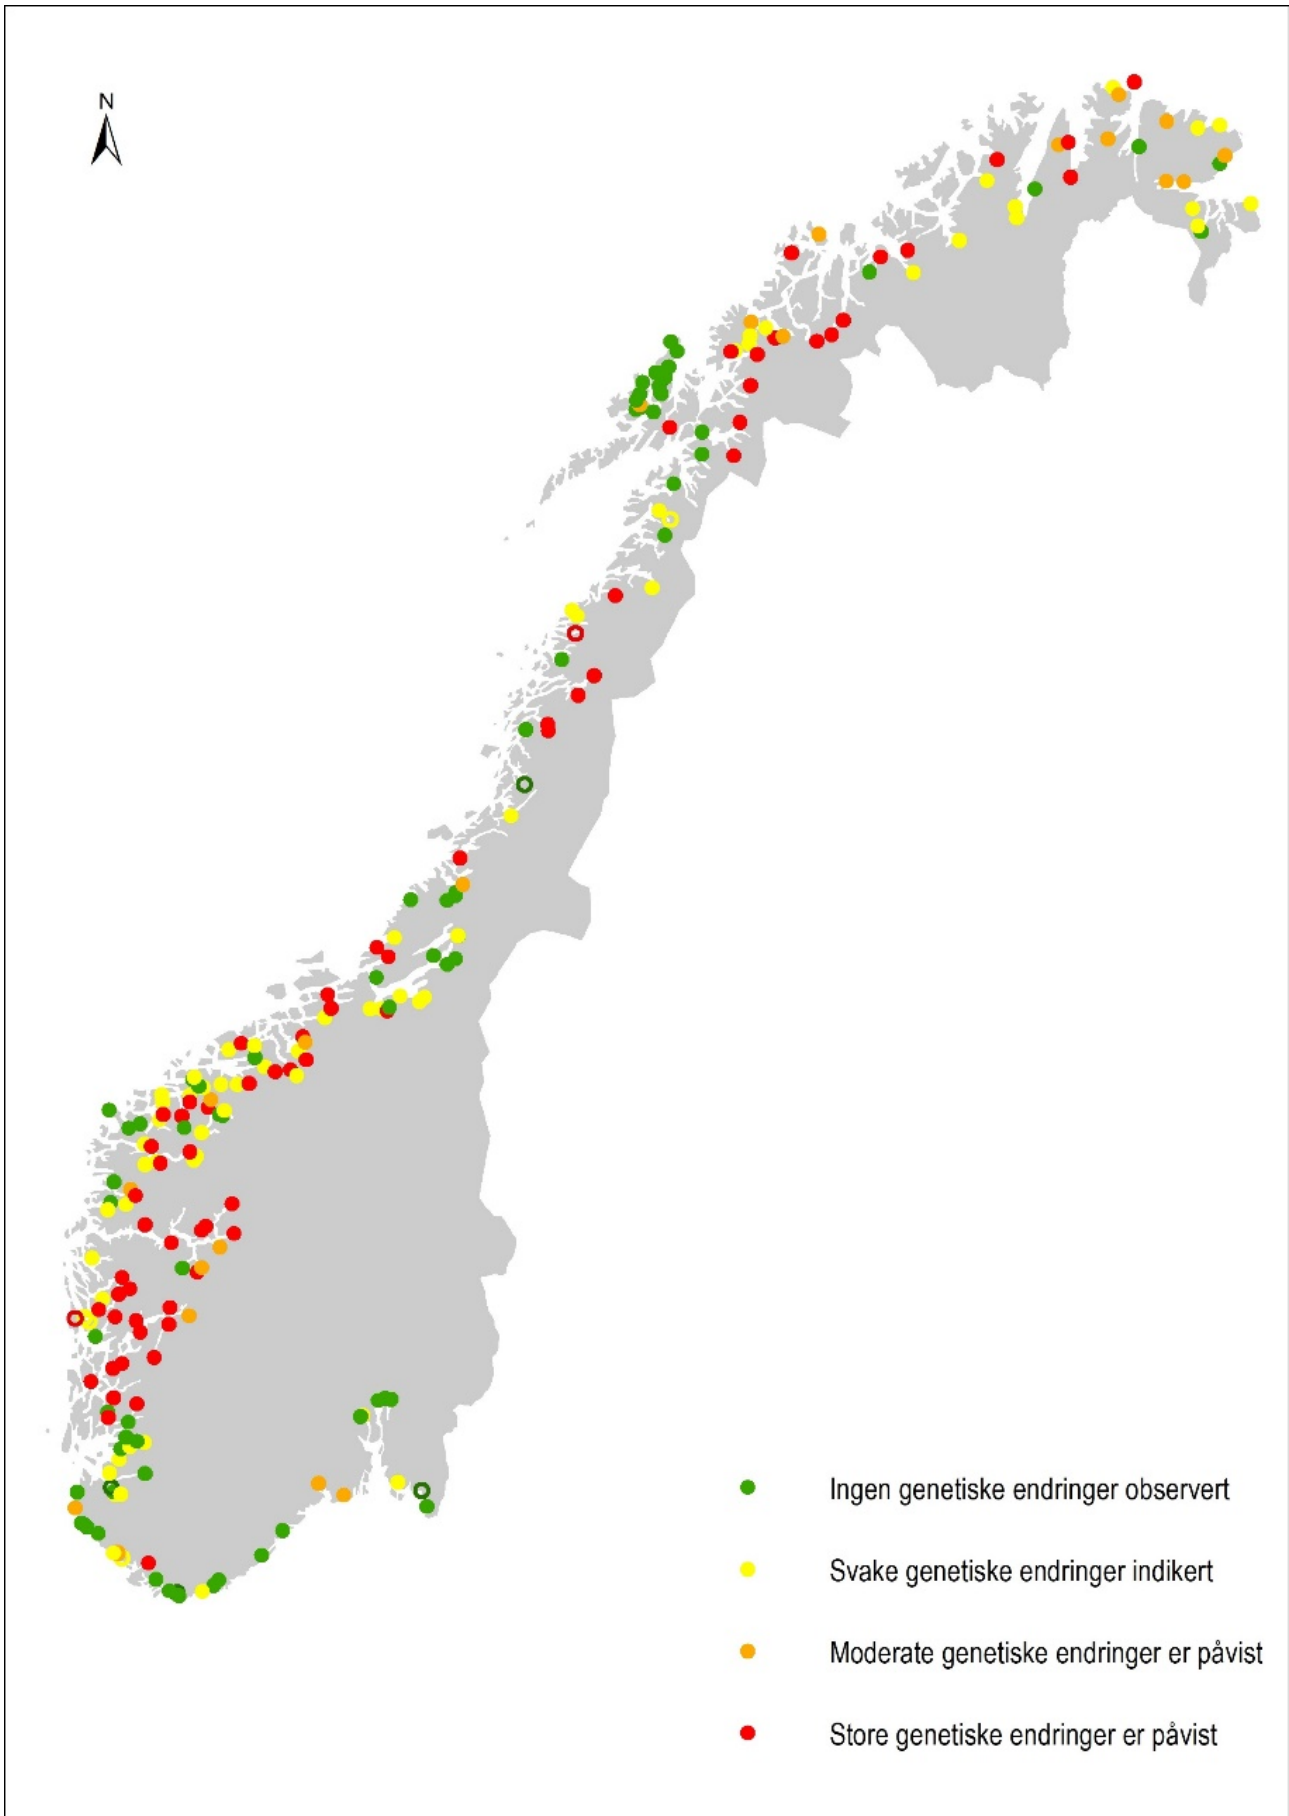 N
Ingen genetiske endringer observert
Svake genetiske endringer indikert
Moderate genetiske endringer er påvist
Store genetiske endringer er påvist